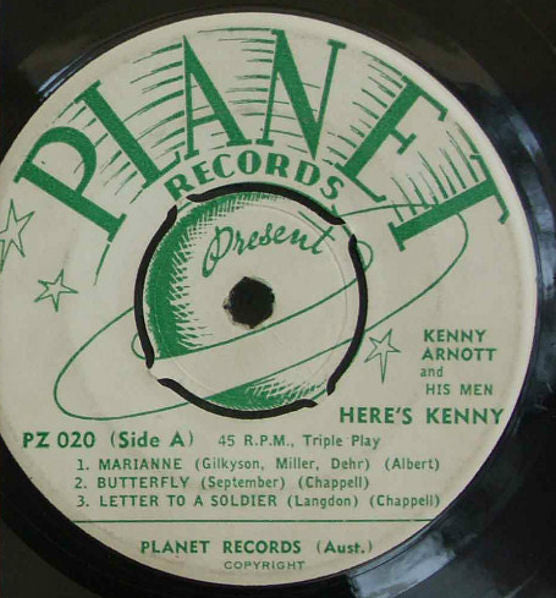 PLANET
RECORDS
Present
KENNY
ARNOTT
and
HIS MEN
HERE'S KENNY
PZ 020 (Side A) 45 R.P.M., Triple Play
1. MARIANNE (Gilkyson, Miller, Dehr) (Albert)
2. BUTTERFLY (September) (Chappell)
3. LETTER TO A SOLDIER (Langdon) (Chappell)
PLANET RECORDS (Aust.)
COPYRIGHT